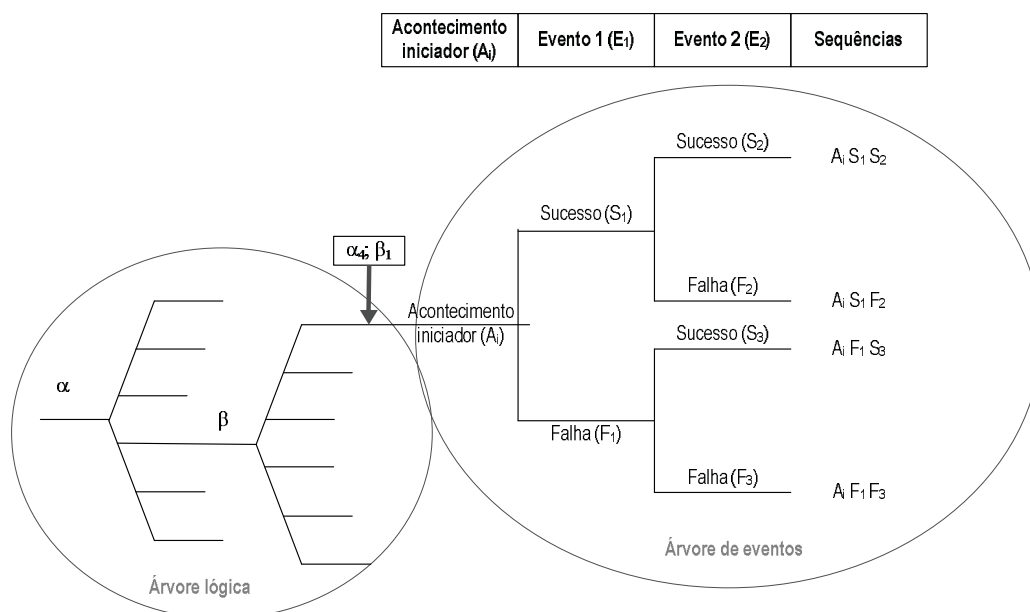 Acontecimento iniciador (Aᵢ) Evento 1 (E₁) Evento 2 (E₂) Sequências
Sucesso (S₂) Aᵢ S₁ S₂
Sucesso (S₁)
α₄; β₁
Falha (F₂) Aᵢ S₁ F₂
Acontecimento
iniciador (Aᵢ)
Sucesso (S₃) Aᵢ F₁ S₃
α
β
Falha (F₁)
Falha (F₃) Aᵢ F₁ F₃
Árvore de eventos
Árvore lógica